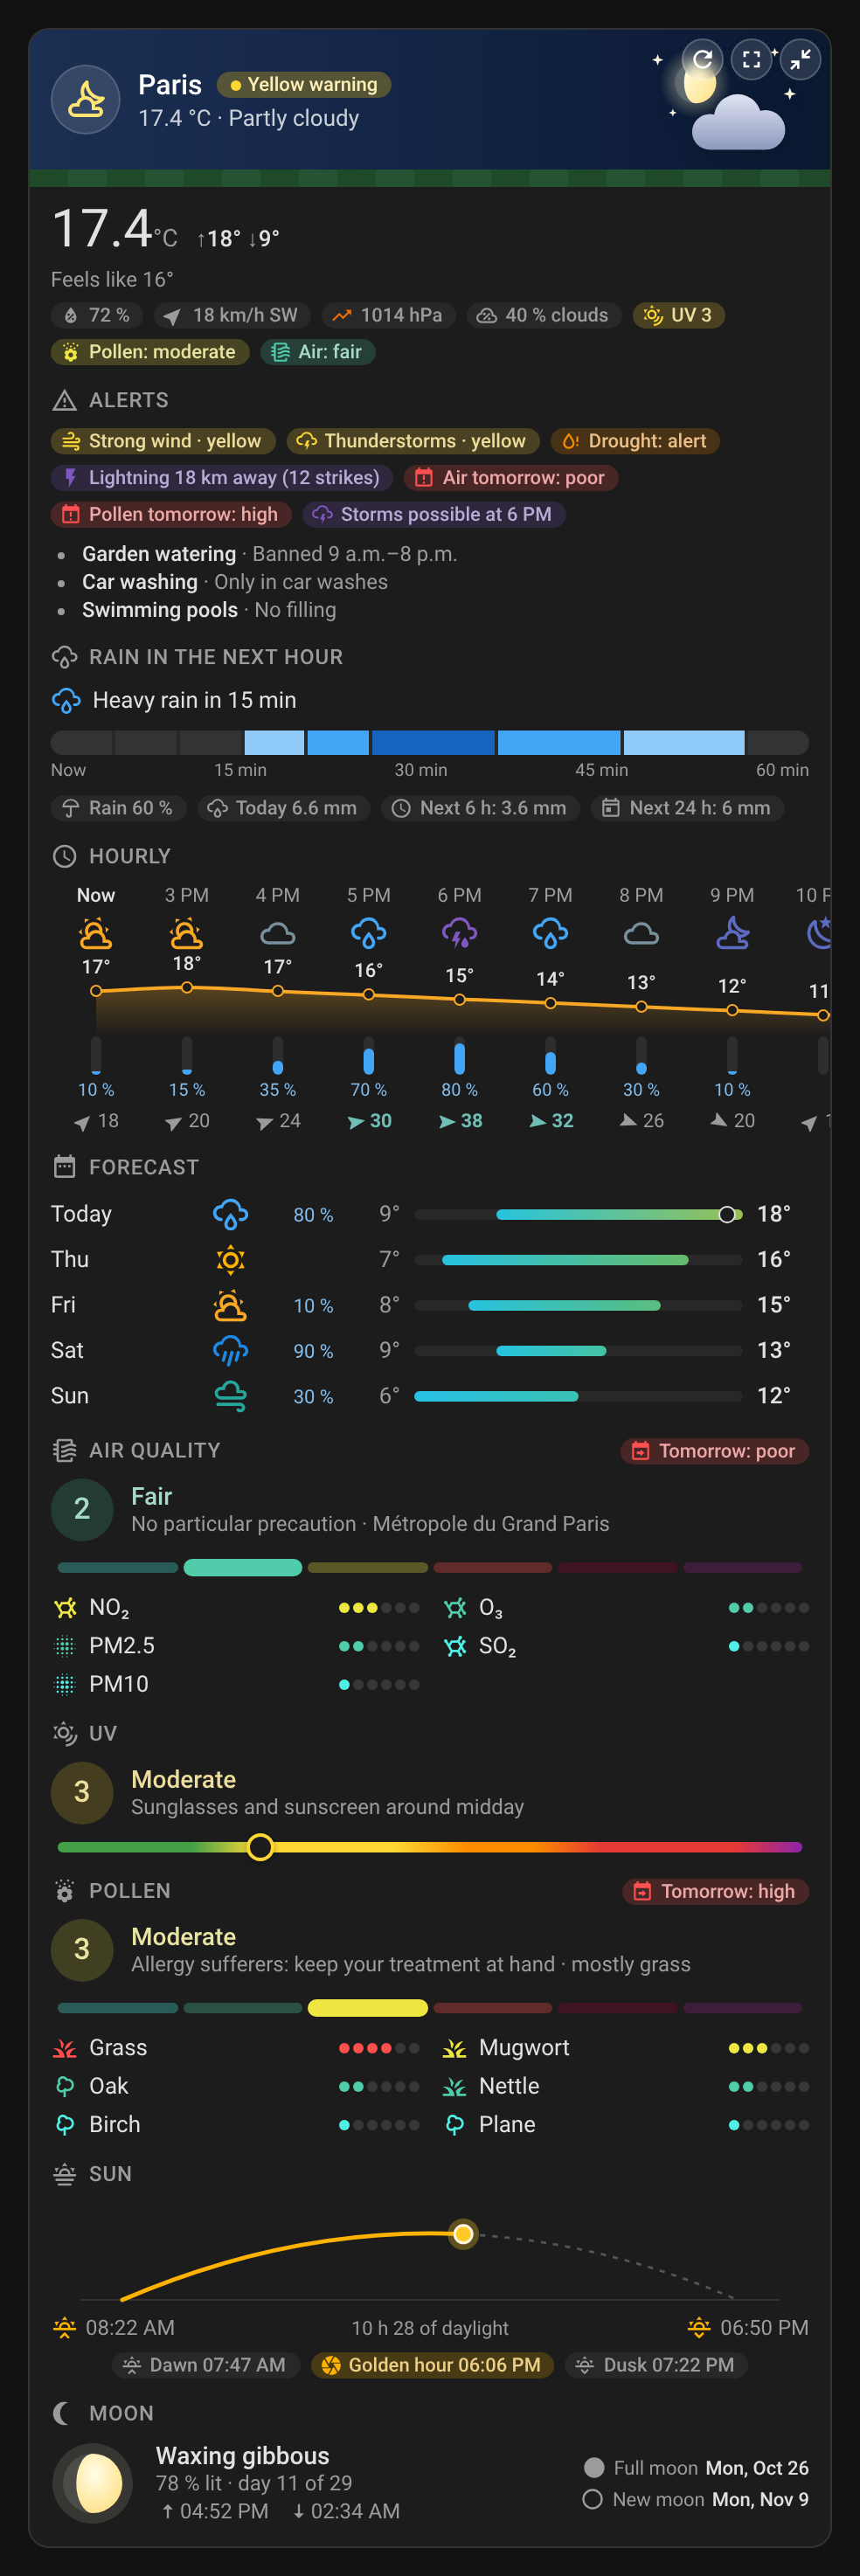 Paris Yellow warning
17.4 °C · Partly cloudy
17.4°C ↑18° ↓9°
Feels like 16°
72 % 18 km/h SW 1014 hPa 40 % clouds UV 3
Pollen: moderate Air: fair
ALERTS
Strong wind · yellow Thunderstorms · yellow Drought: alert
Lightning 18 km away (12 strikes) Air tomorrow: poor
Pollen tomorrow: high Storms possible at 6 PM
• Garden watering · Banned 9 a.m.–8 p.m.
• Car washing · Only in car washes
• Swimming pools · No filling
RAIN IN THE NEXT HOUR
Heavy rain in 15 min
Now 15 min 30 min 45 min 60 min
Rain 60 % Today 6.6 mm Next 6 h: 3.6 mm Next 24 h: 6 mm
HOURLY
Now 3 PM 4 PM 5 PM 6 PM 7 PM 8 PM 9 PM 10 P
17° 18° 17° 16° 15° 14° 13° 12° 11
10 % 15 % 35 % 70 % 80 % 60 % 30 % 10 %
18 20 24 30 38 32 26 20 1
FORECAST
Today 80 % 9° 18°
Thu 7° 16°
Fri 10 % 8° 15°
Sat 90 % 9° 13°
Sun 30 % 6° 12°
AIR QUALITY Tomorrow: poor
2 Fair
No particular precaution · Métropole du Grand Paris
NO₂ O₃
PM2.5 SO₂
PM10
UV
3 Moderate
Sunglasses and sunscreen around midday
POLLEN Tomorrow: high
3 Moderate
Allergy sufferers: keep your treatment at hand · mostly grass
Grass Mugwort
Oak Nettle
Birch Plane
SUN
08:22 AM 10 h 28 of daylight 06:50 PM
Dawn 07:47 AM Golden hour 06:06 PM Dusk 07:22 PM
MOON
Waxing gibbous
78 % lit · day 11 of 29
↑ 04:52 PM ↓ 02:34 AM
Full moon Mon, Oct 26
New moon Mon, Nov 9